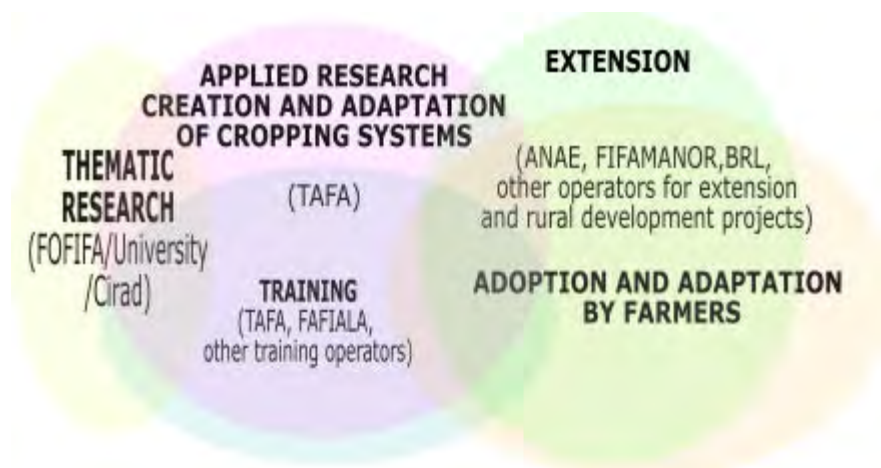 APPLIED RESEARCH
CREATION AND ADAPTATION
OF CROPPING SYSTEMS
(TAFA)
EXTENSION
(ANAE, FIFAMANOR,BRL,
other operators for extension
and rural development projects)
THEMATIC
RESEARCH
(FOFIFA/University
/Cirad)
TRAINING
(TAFA, FAFIALA,
other training operators)
ADOPTION AND ADAPTATION
BY FARMERS